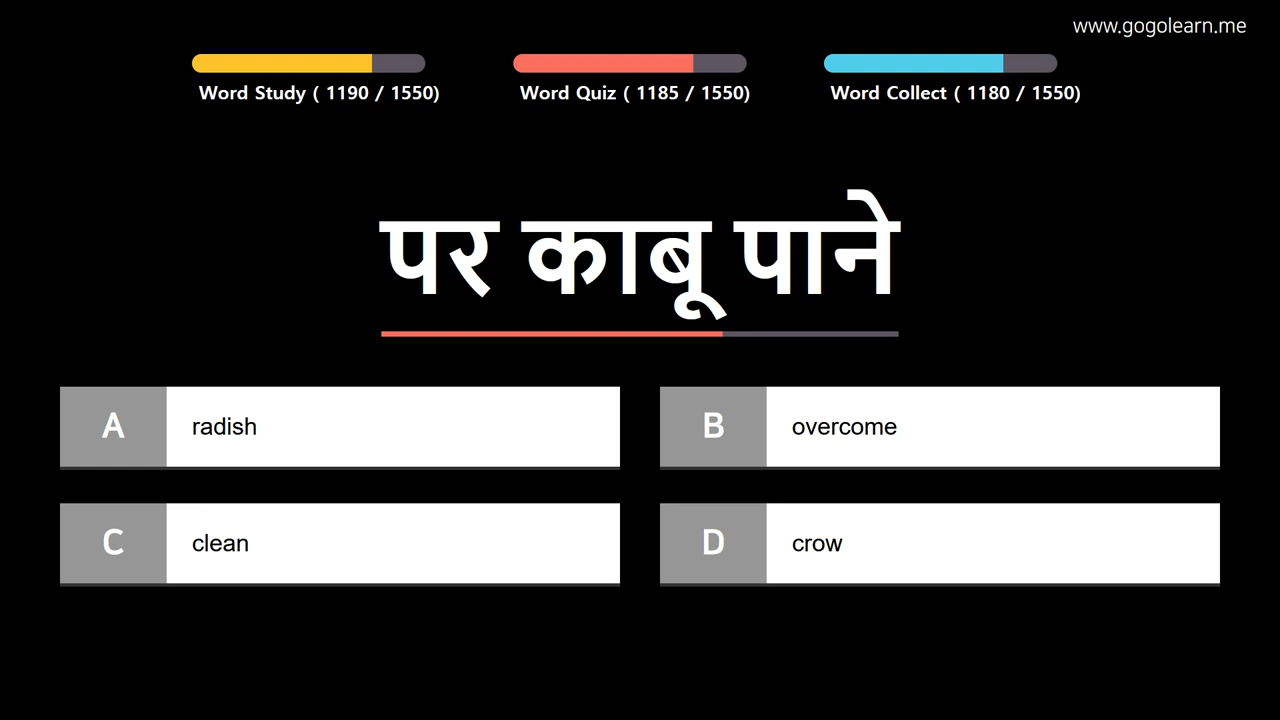 www.gogolearn.me
Word Study ( 1190 / 1550)
Word Quiz ( 1185 / 1550)
Word Collect ( 1180 / 1550)
पर काबू पाने
A radish
B overcome
C clean
D crow